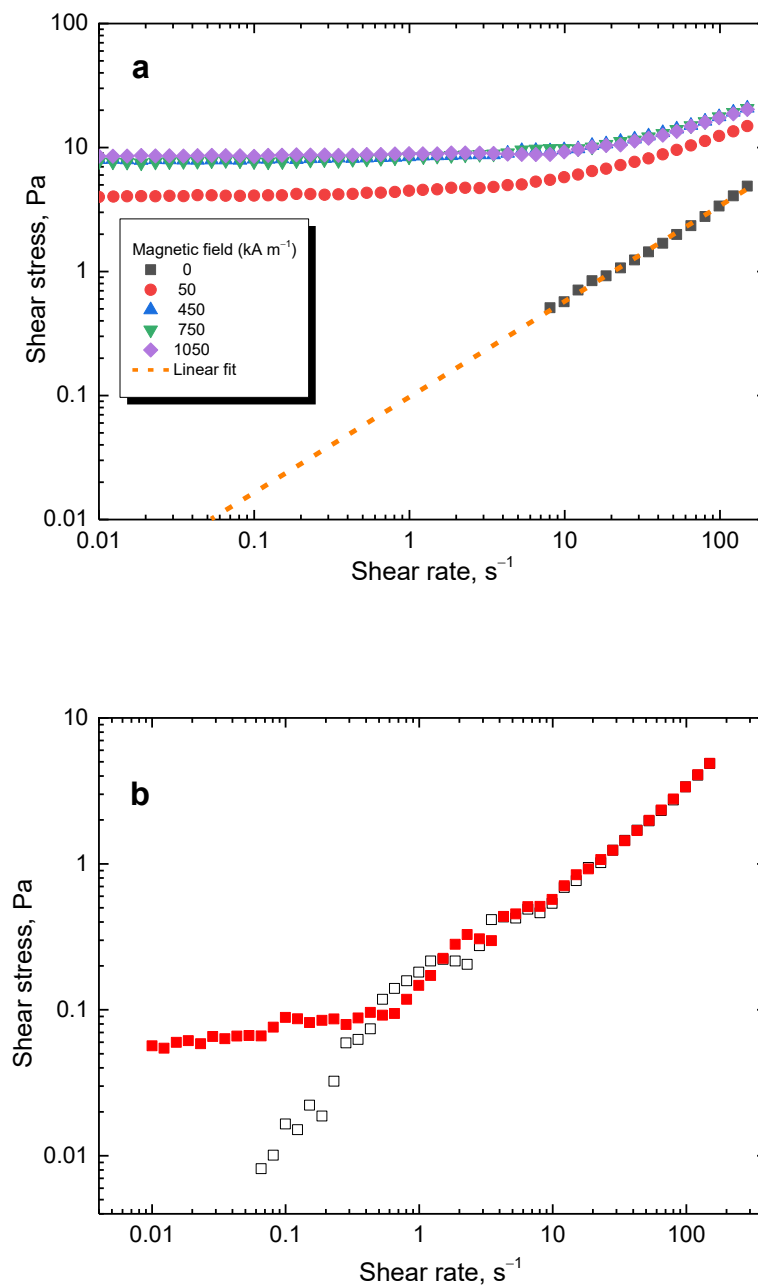 100
a
10
1
0.1
0.01
Shear stress, Pa
Magnetic field (kA m⁻¹)
0
50
450
750
1050
Linear fit
0.01 0.1 1 10 100
Shear rate, s⁻¹
10
b
1
0.1
0.01
Shear stress, Pa
0.01 0.1 1 10 100
Shear rate, s⁻¹